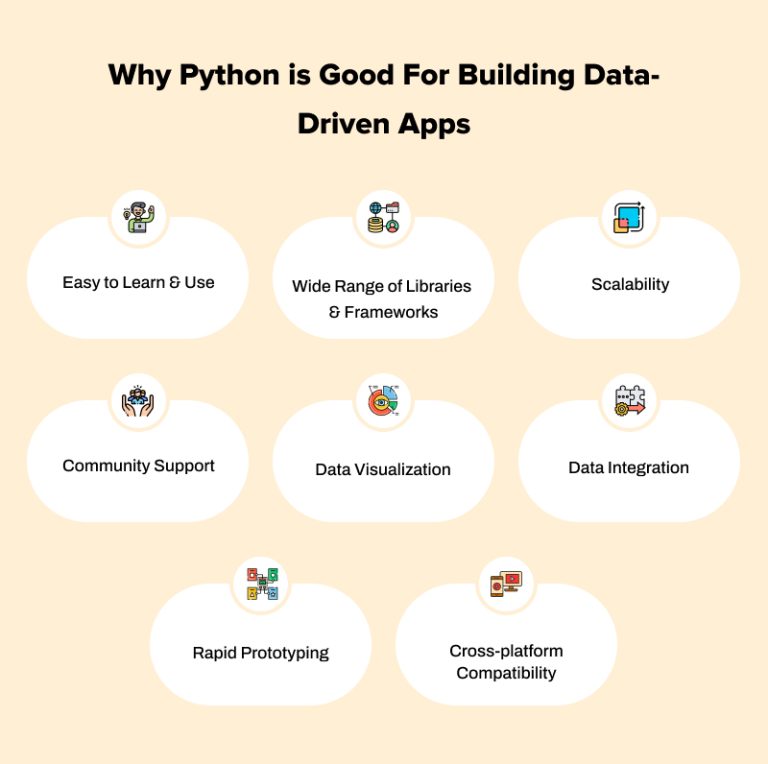 Why Python is Good For Building Data-
Driven Apps
Easy to Learn & Use
Wide Range of Libraries
& Frameworks
Scalability
Community Support
Data Visualization
Data Integration
Rapid Prototyping
Cross-platform
Compatibility